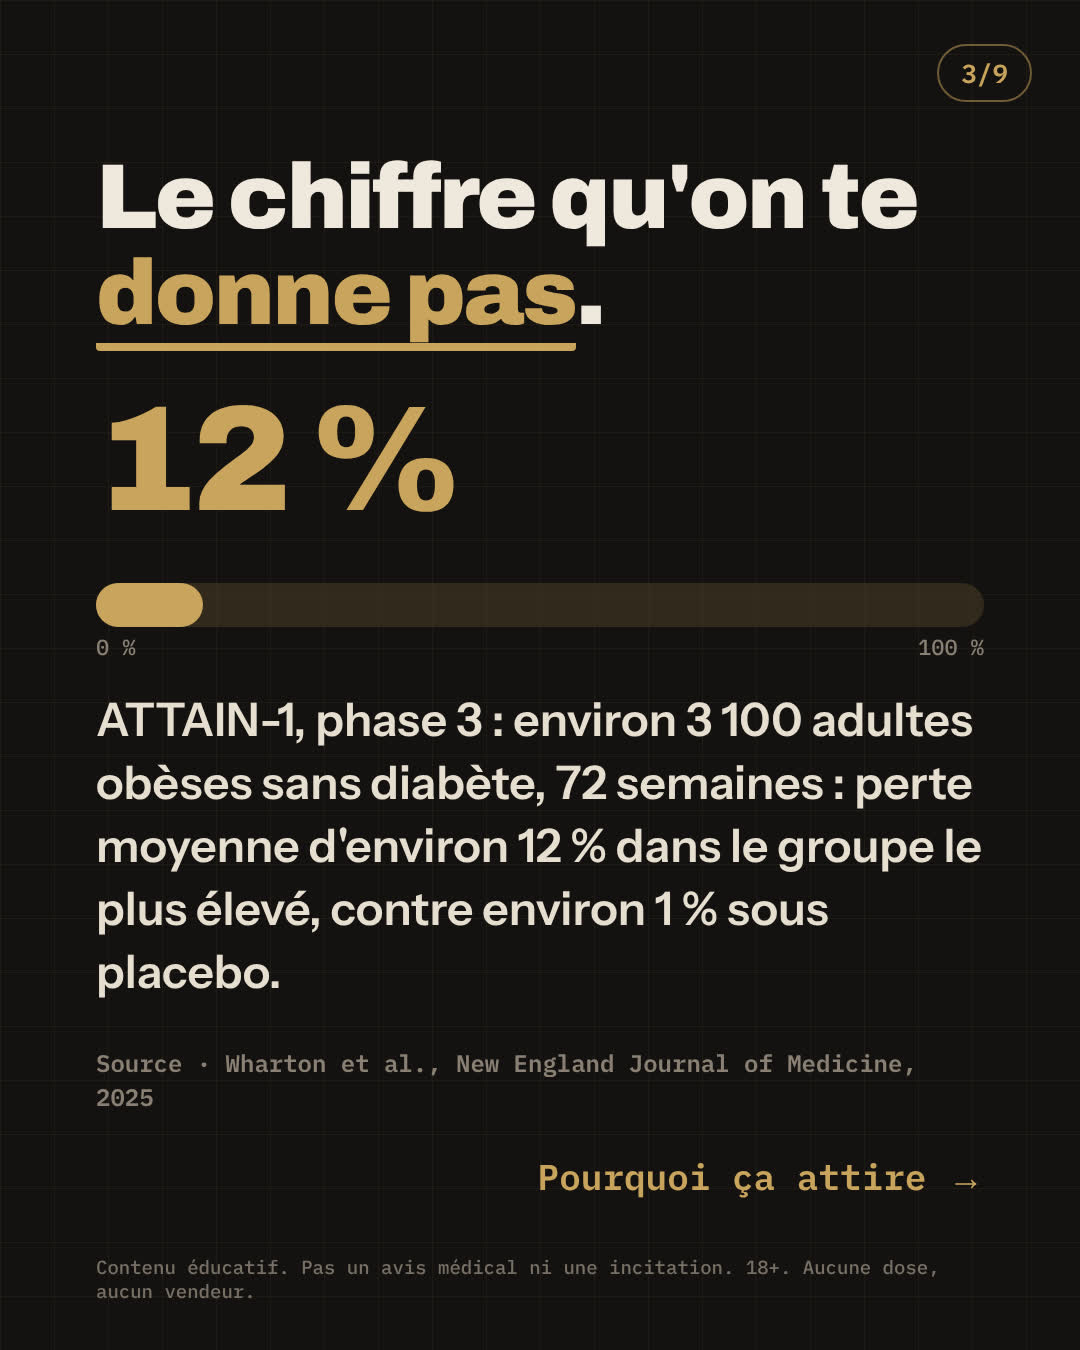 3/9
Le chiffre qu'on te
donne pas.
12 %
0 %
100 %
ATTAIN-1, phase 3 : environ 3 100 adultes
obèses sans diabète, 72 semaines : perte
moyenne d'environ 12 % dans le groupe le
plus élevé, contre environ 1 % sous
placebo.
Source · Wharton et al., New England Journal of Medicine,
2025
Pourquoi ça attire →
Contenu éducatif. Pas un avis médical ni une incitation. 18+. Aucune dose,
aucun vendeur.